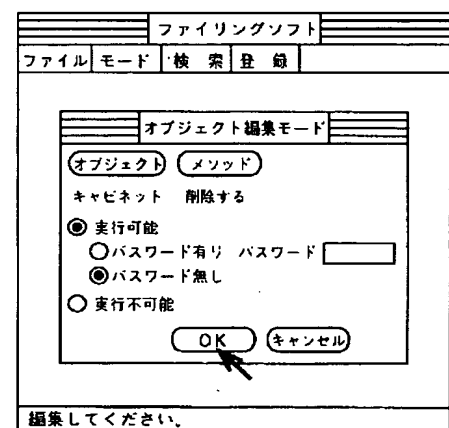 ファイリングソフト
ファイル モード 検 索 登 録
オブジェクト編集モード
オブジェクト メソッド
キャビネット 削除する
実行可能
パスワード有り パスワード
パスワード無し
実行不可能
OK キャンセル
編集してください。